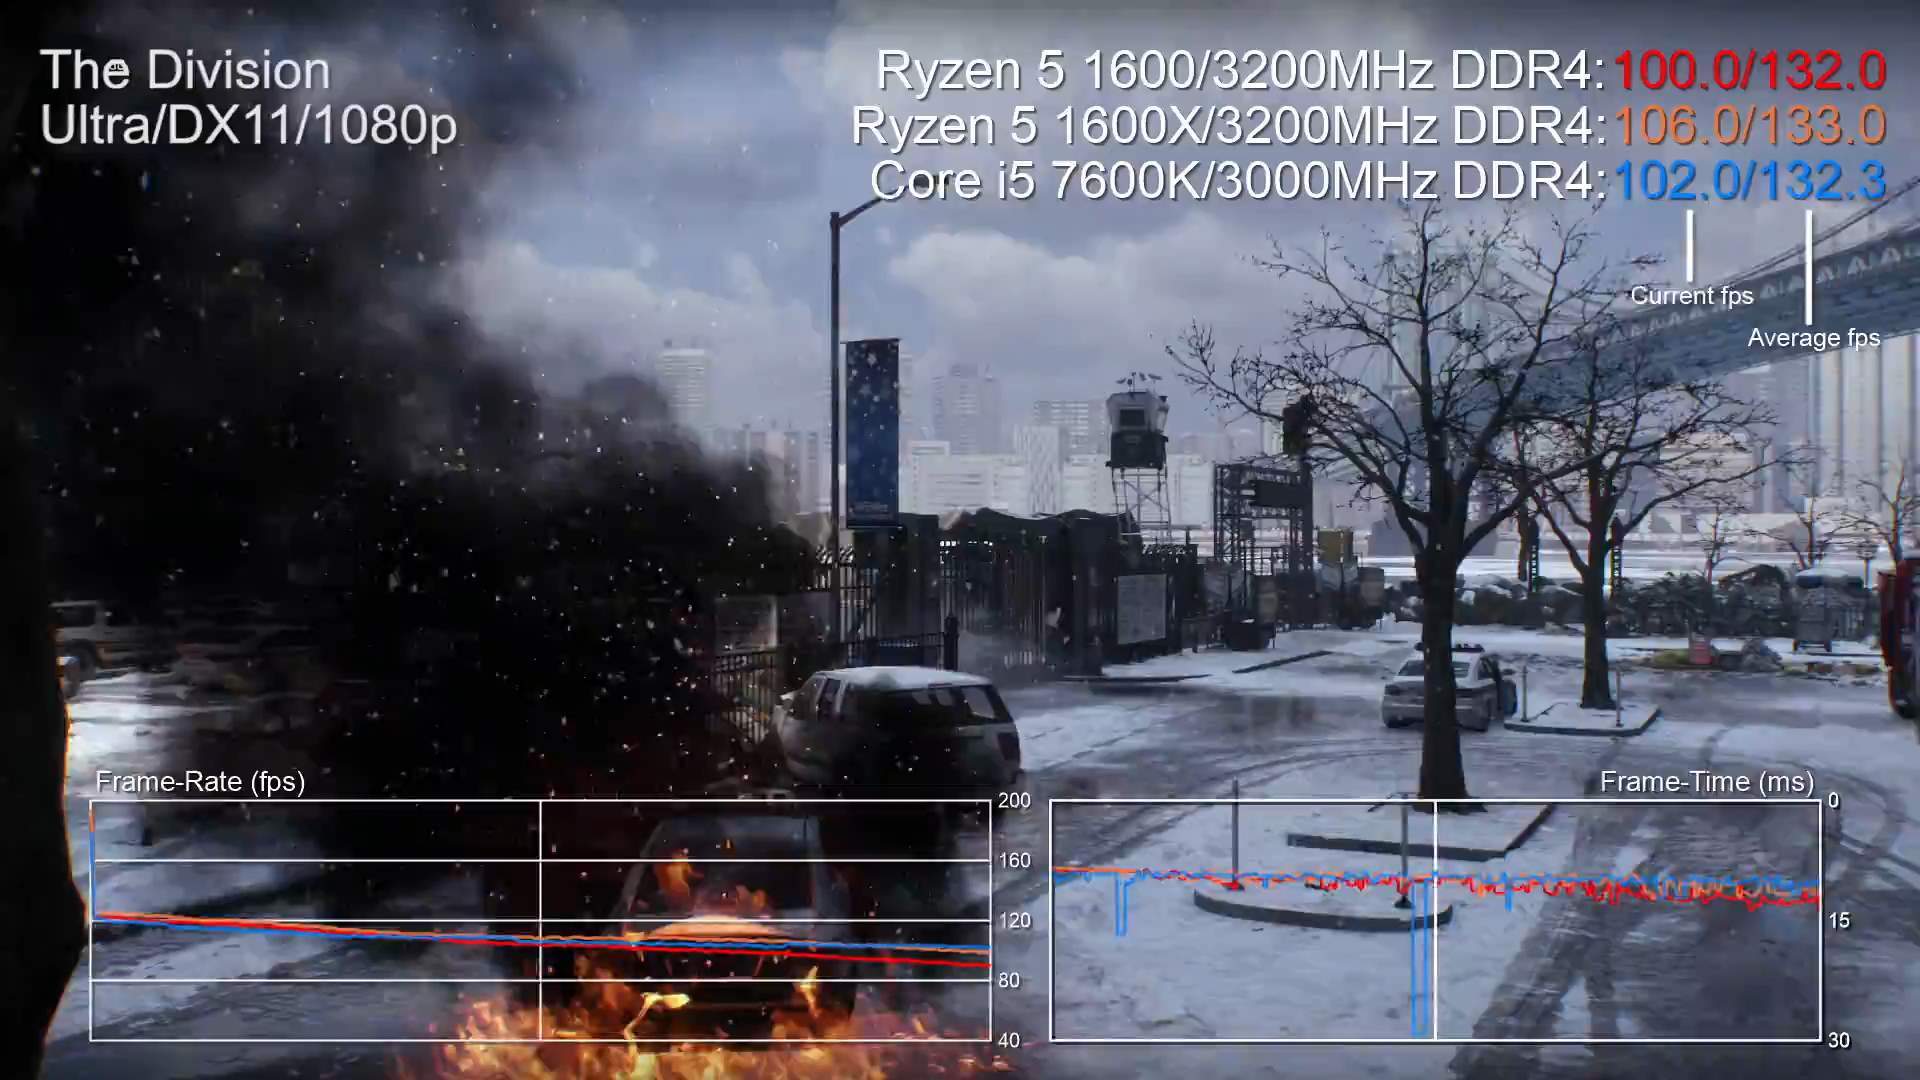 The Division
Ultra/DX11/1080p
Ryzen 5 1600/3200MHz DDR4:100.0/132.0
Ryzen 5 1600X/3200MHz DDR4:106.0/133.0
Core i5 7600K/3000MHz DDR4:102.0/132.3
Current fps
Average fps
Frame-Rate (fps)
200
160
120
80
40
Frame-Time (ms)
0
15
30